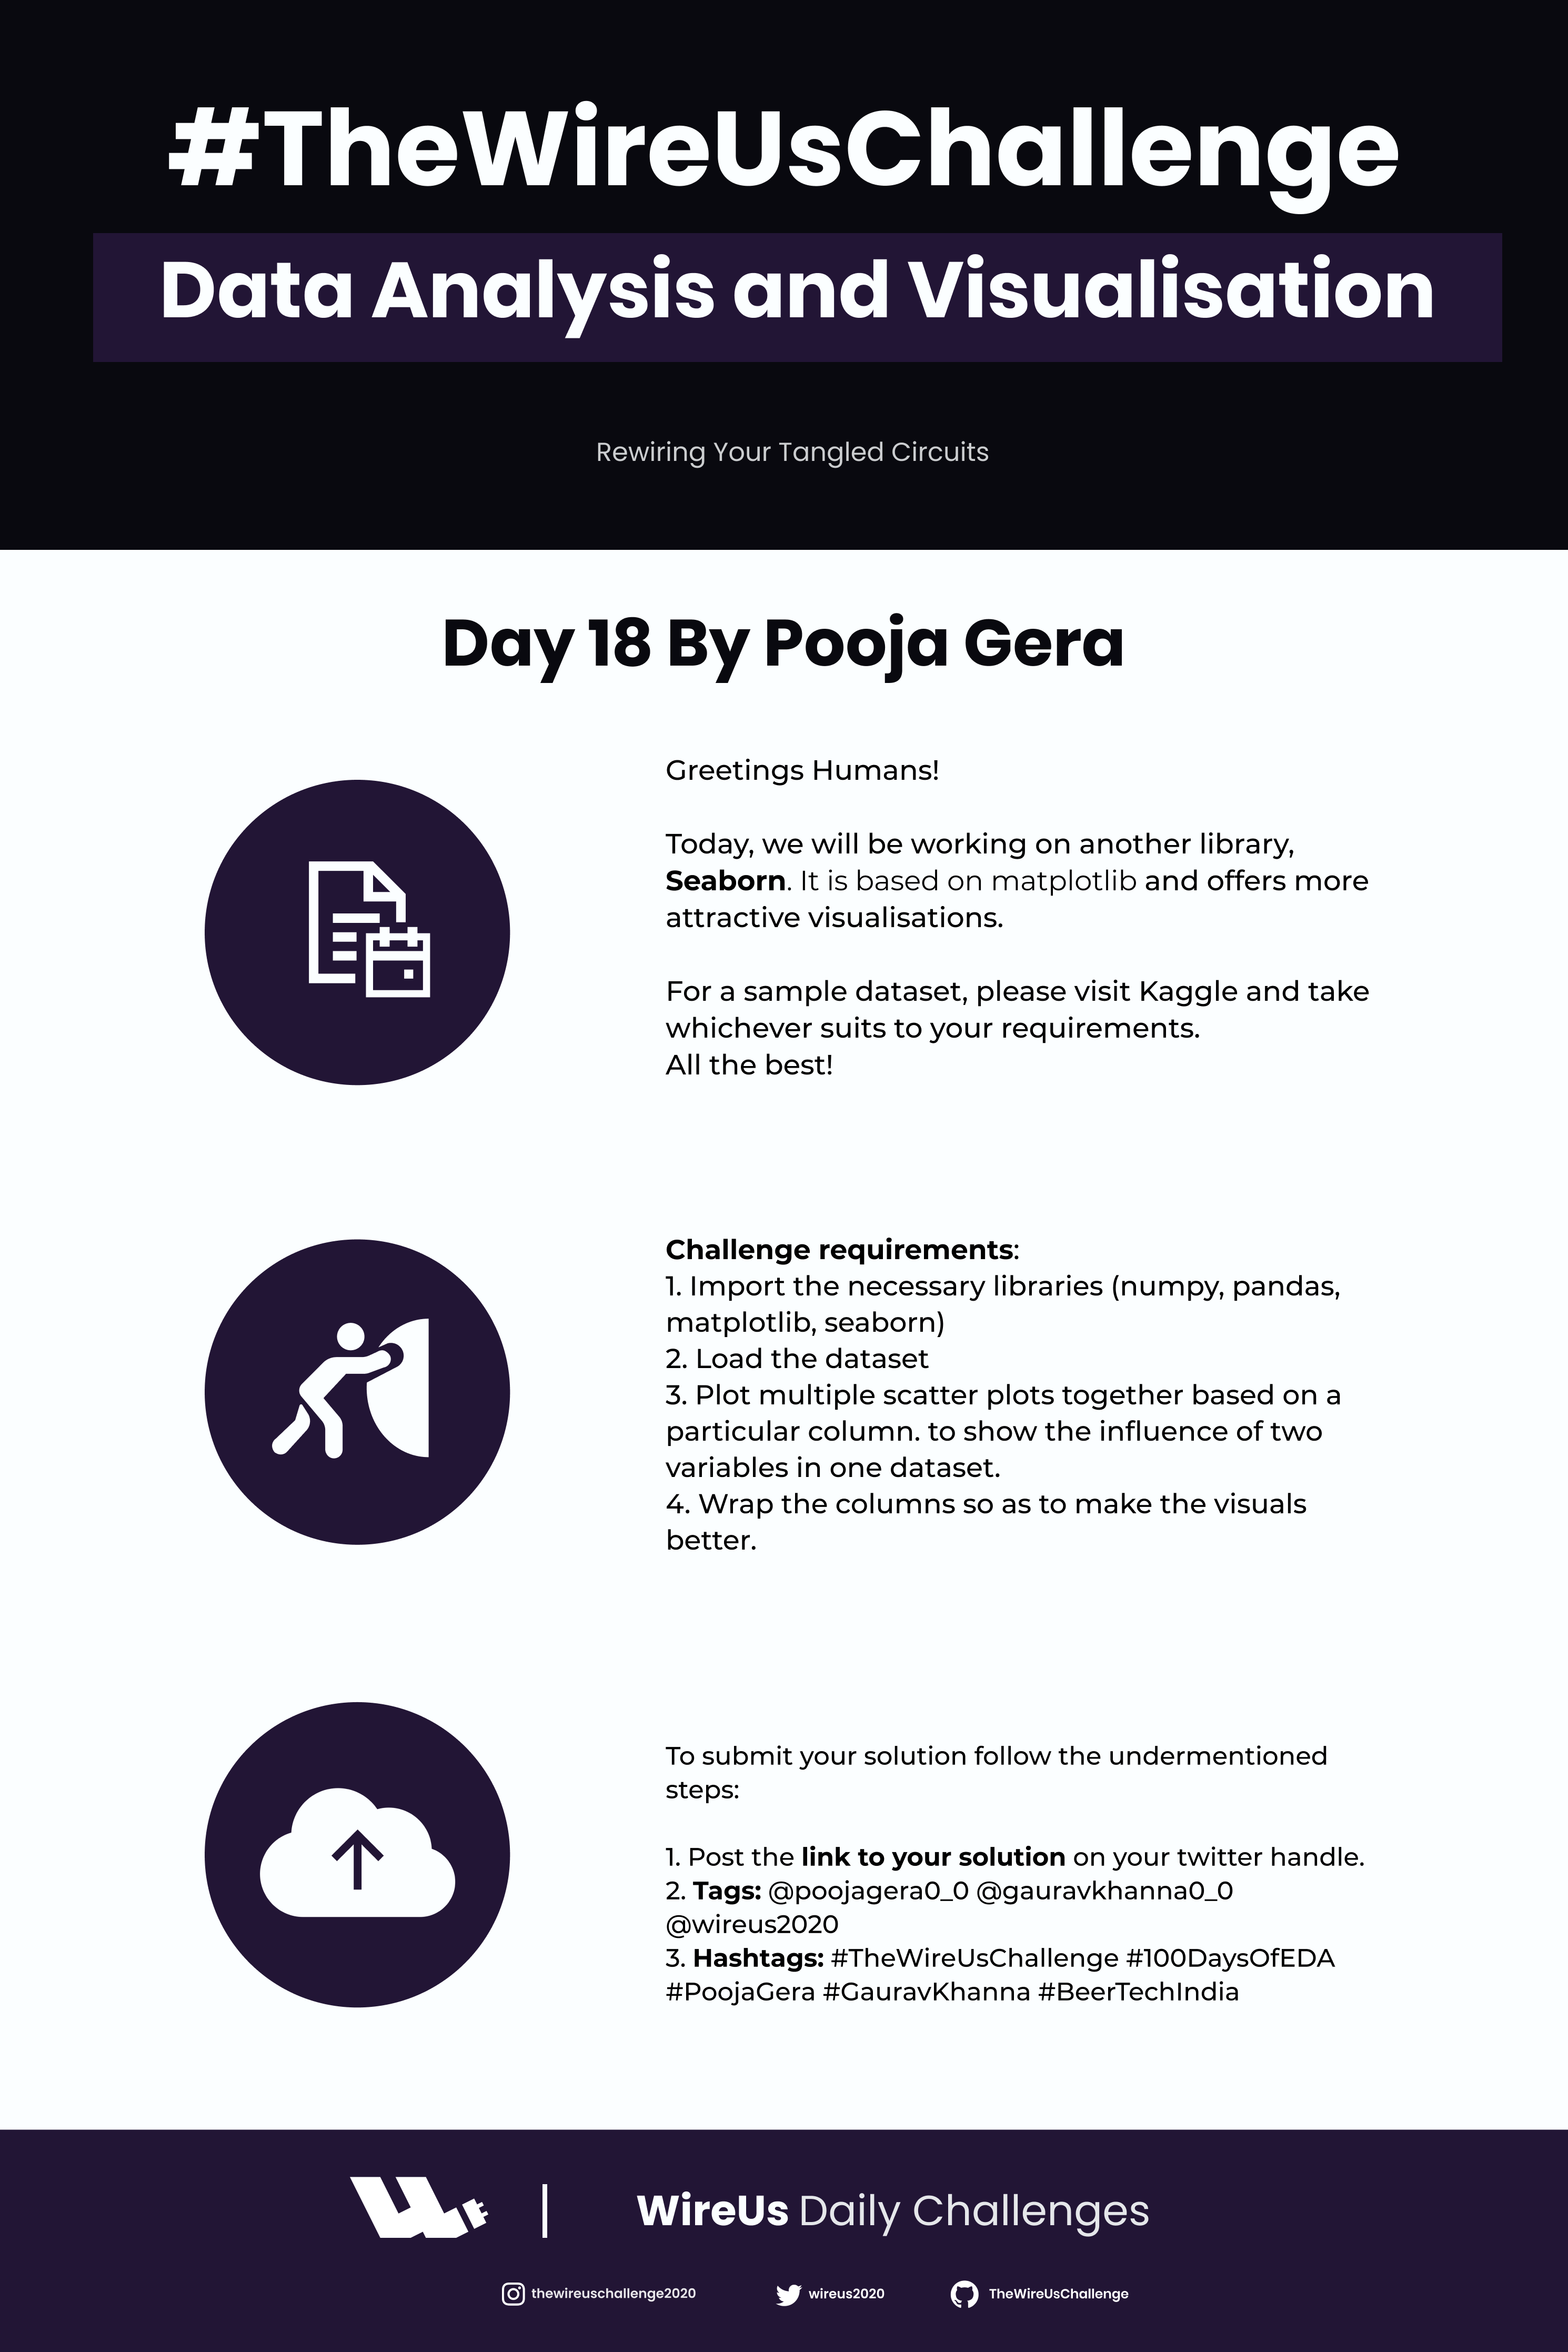 #TheWireUsChallenge
Data Analysis and Visualisation
Rewiring Your Tangled Circuits
Day 18 By Pooja Gera
Greetings Humans!
Today, we will be working on another library,
Seaborn. It is based on matplotlib and offers more
attractive visualisations.
For a sample dataset, please visit Kaggle and take
whichever suits to your requirements.
All the best!
Challenge requirements:
1. Import the necessary libraries (numpy, pandas,
matplotlib, seaborn)
2. Load the dataset
3. Plot multiple scatter plots together based on a
particular column. to show the influence of two
variables in one dataset.
4. Wrap the columns so as to make the visuals
better.
To submit your solution follow the undermentioned
steps:
1. Post the link to your solution on your twitter handle.
2. Tags: @poojagera0_0 @gauravkhanna0_0
@wireus2020
3. Hashtags: #TheWireUsChallenge #100DaysOfEDA
#PoojaGera #GauravKhanna #BeerTechIndia
WireUs Daily Challenges
thewireuschallenge2020 wireus2020 TheWireUsChallenge